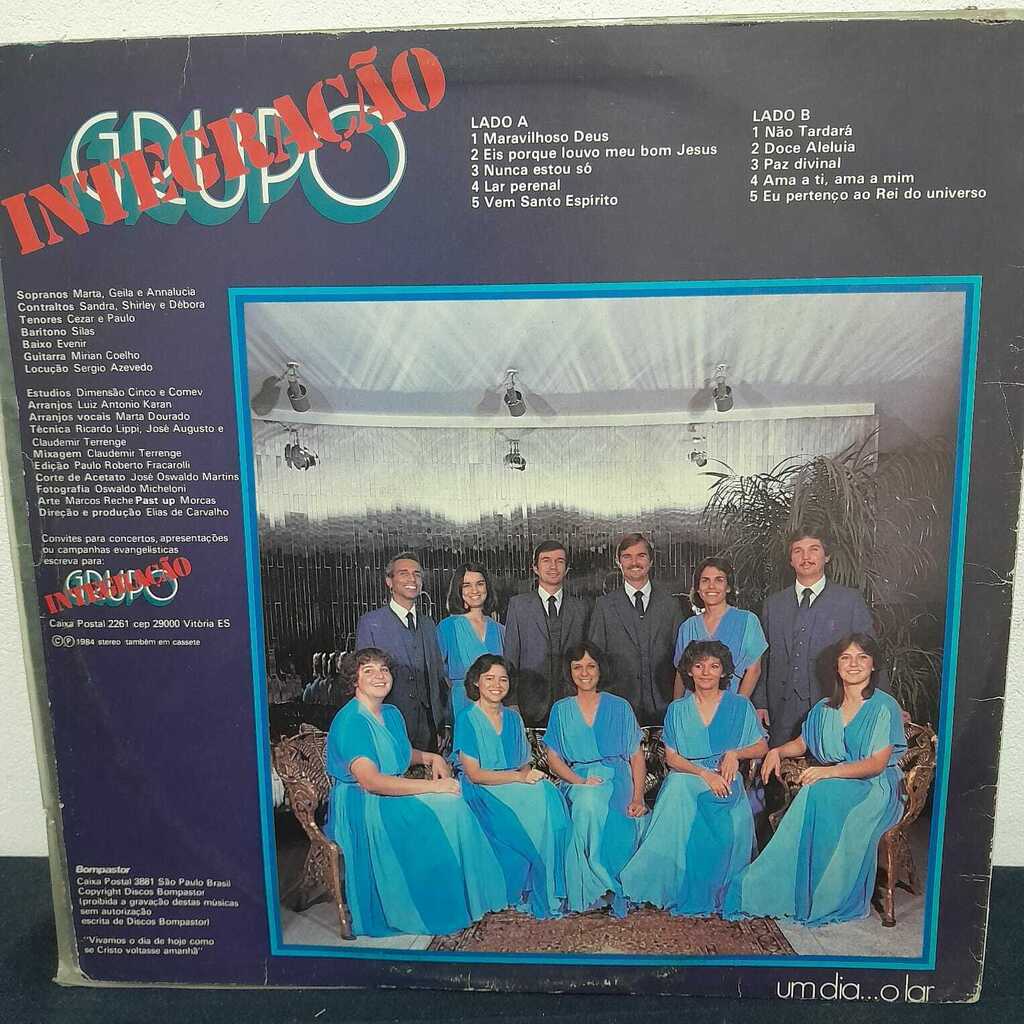 GRUPO
INTEGRAÇÃO
LADO A
1 Maravilhoso Deus
2 Eis porque louvo meu bom Jesus
3 Nunca estou só
4 Lar perenal
5 Vem Santo Espírito
LADO B
1 Não Tardará
2 Doce Aleluia
3 Paz divinal
4 Ama a ti, ama a mim
5 Eu pertenço ao Rei do universo
Sopranos Marta, Geila e Annalucia
Contraltos Sandra, Shirley e Débora
Tenores Cezar e Paulo
Barítono Silas
Baixo Evenir
Guitarra Mirian Coelho
Locução Sergio Azevedo
Estudios Dimensão Cinco e Comev
Arranjos Luiz Antonio Karan
Arranjos vocais Marta Dourado
Técnica Ricardo Lippi, José Augusto e
Claudemir Terrenge
Mixagem Claudemir Terrenge
Edição Paulo Roberto Fracarolli
Corte de Acetato José Oswaldo Martins
Fotografia Oswaldo Micheloni
Arte Marcos Reche Past up Morcas
Direção e produção Elias de Carvalho
Convites para concertos, apresentações
ou campanhas evangelísticas
escreva para:
GRUPO
INTEGRAÇÃO
Caixa Postal 2261 cep 29000 Vitória ES
© ℗ 1984 stereo também em cassete
Bompastor
Caixa Postal 3881 São Paulo Brasil
Copyright Discos Bompastor
(proibida a gravação destas músicas
sem autorização
escrita de Discos Bompastor)
"Vivamos o dia de hoje como
se Cristo voltasse amanhã"
um dia...o lar